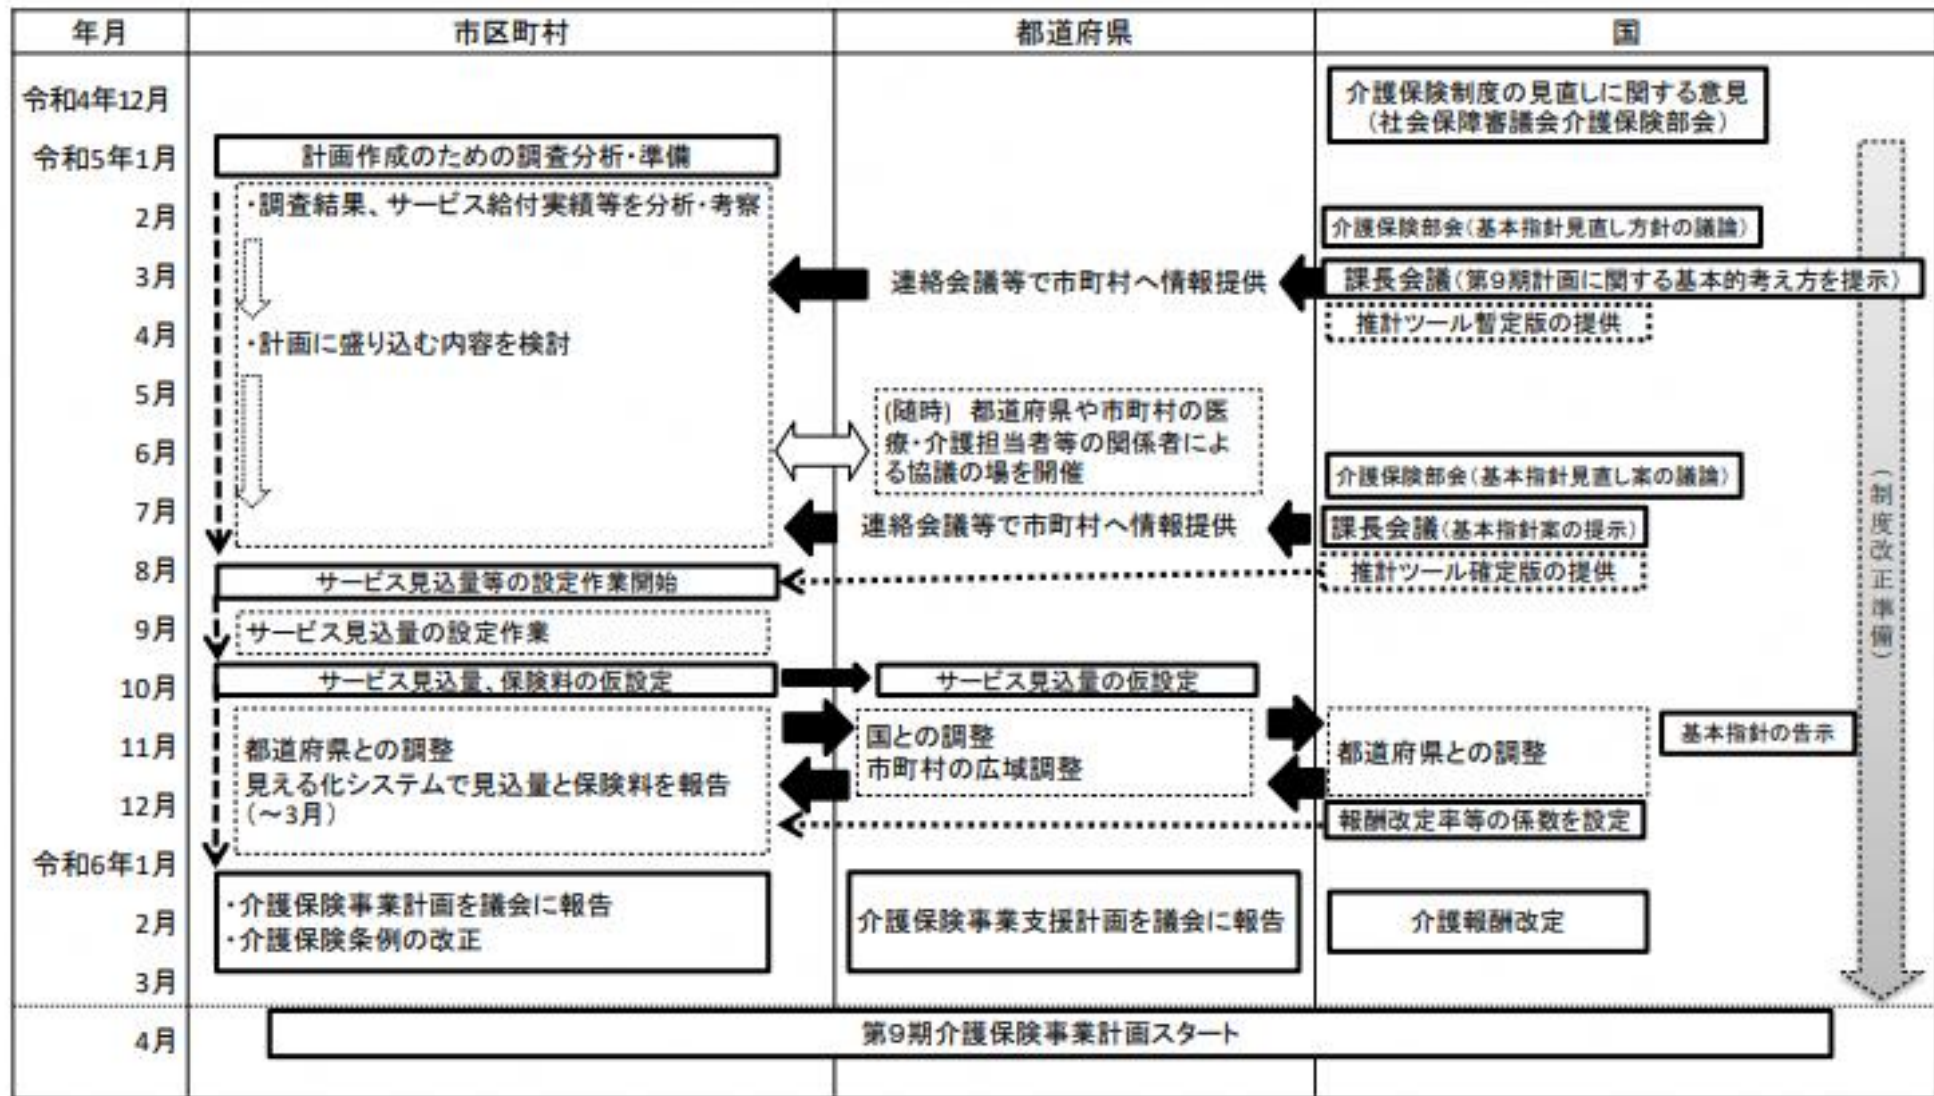 年月
市区町村
都道府県
国
令和4年12月
介護保険制度の見直しに関する意見
（社会保障審議会介護保険部会）
令和5年1月
計画作成のための調査分析・準備
・調査結果、サービス給付実績等を分析・考察
2月
介護保険部会（基本指針見直し方針の議論）
3月
連絡会議等で市町村へ情報提供
課長会議（第9期計画に関する基本的考え方を提示）
推計ツール暫定版の提供
4月
・計画に盛り込む内容を検討
5月
(随時) 都道府県や市町村の医
療・介護担当者等の関係者によ
る協議の場を開催
6月
介護保険部会（基本指針見直し案の議論）
7月
連絡会議等で市町村へ情報提供
課長会議（基本指針案の提示）
（制度改正準備）
8月
サービス見込量等の設定作業開始
推計ツール確定版の提供
9月
サービス見込量の設定作業
10月
サービス見込量、保険料の仮設定
サービス見込量の仮設定
11月
都道府県との調整
見える化システムで見込量と保険料を報告
（～3月）
国との調整
市町村の広域調整
都道府県との調整
基本指針の告示
12月
報酬改定率等の係数を設定
令和6年1月
・介護保険事業計画を議会に報告
・介護保険条例の改正
2月
介護保険事業支援計画を議会に報告
介護報酬改定
3月
4月
第9期介護保険事業計画スタート